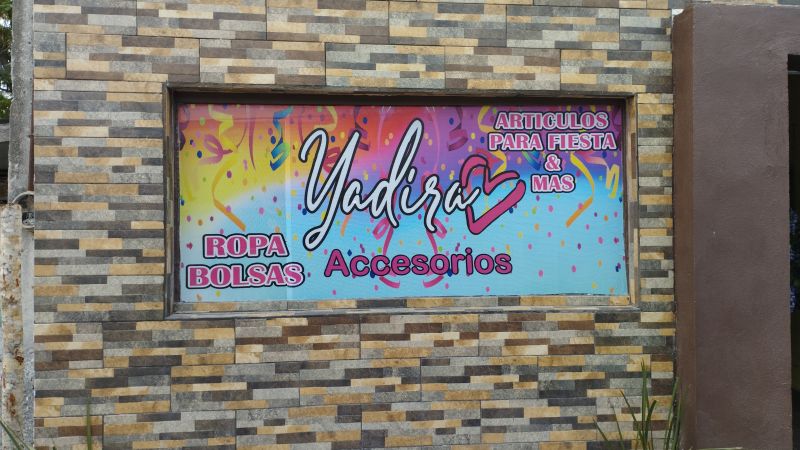 Yadira
Accesorios
ROPA
BOLSAS
ARTICULOS
PARA FIESTA
&
MAS